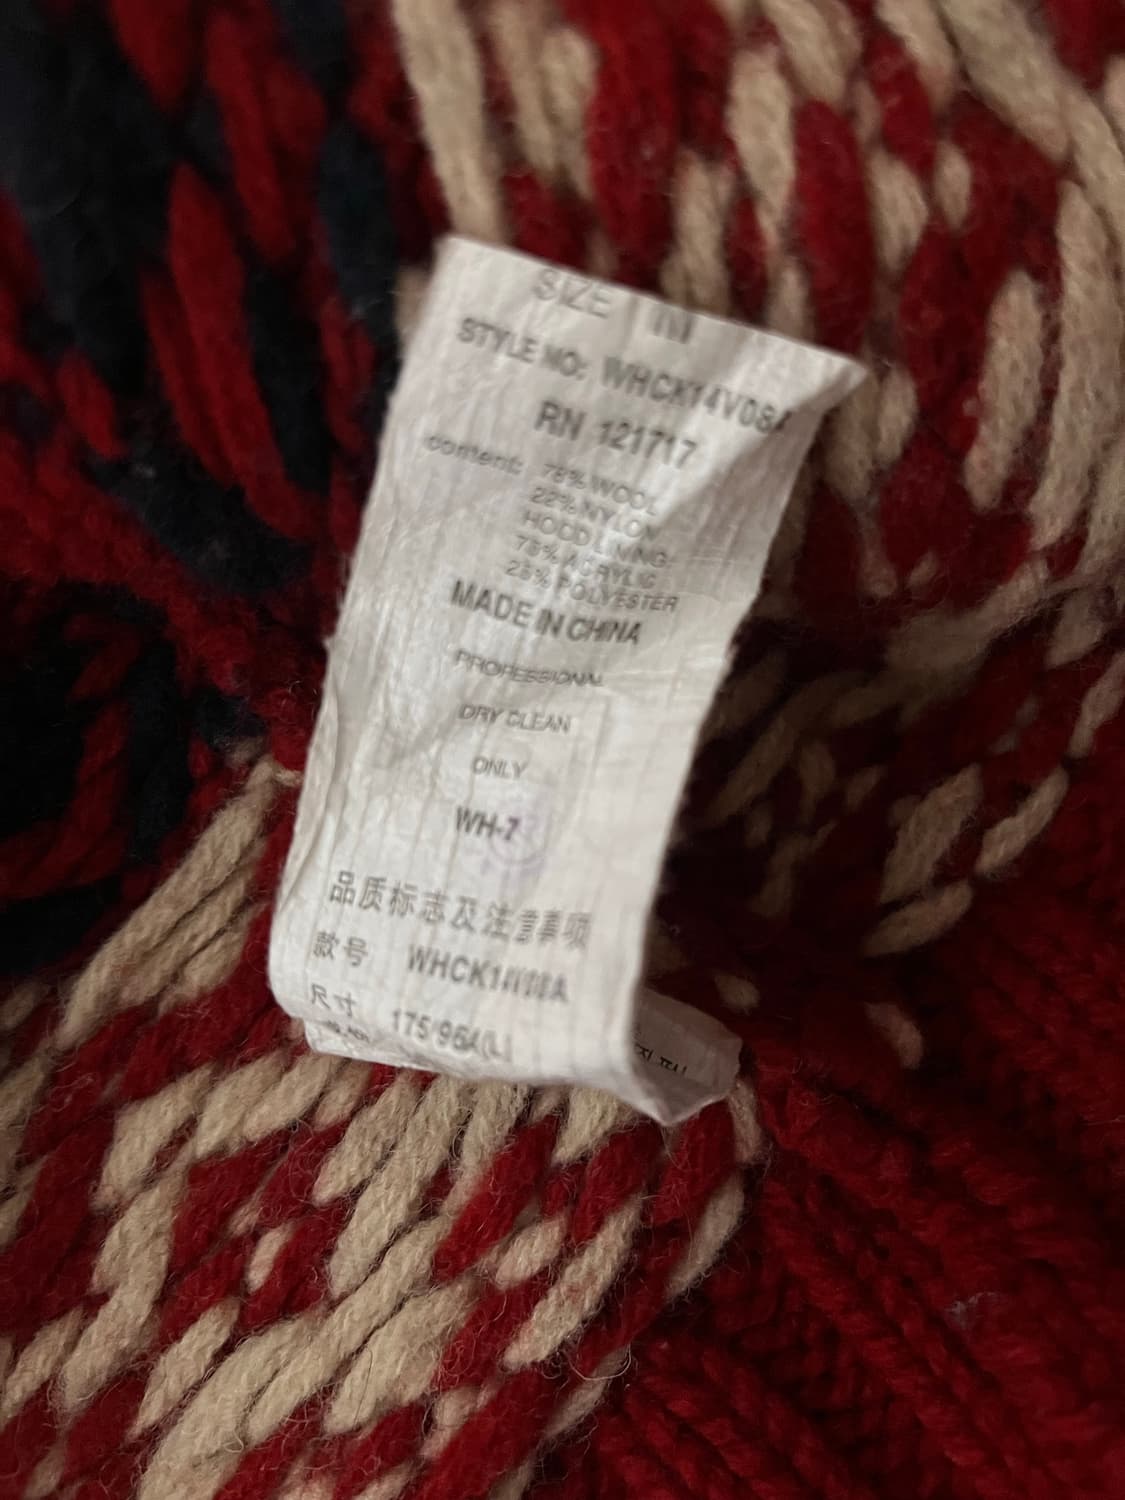 SIZE M
STYLE NO: WHCK14V08A
RN 121717
content: 78% WOOL
22% NYLON
HOOD LINING:
ACRYLIC
POLYESTER
MADE IN CHINA
PROFESSIONAL
DRY CLEAN
ONLY
WH-7
品质标志及注意事项
款号 WHCK14V08A
尺寸 175/96A(L)